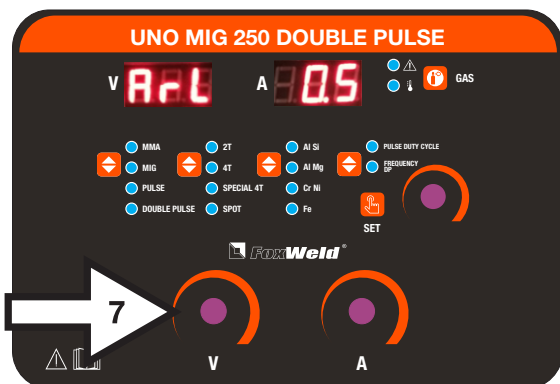 UNO MIG 250 DOUBLE PULSE
V ArL A 0.5 GAS
MMA 2T Al Si PULSE DUTY CYCLE
MIG 4T Al Mg FREQUENCY DP
PULSE SPECIAL 4T Cr Ni
DOUBLE PULSE SPOT Fe
SET
FoxWeld®
7
V A